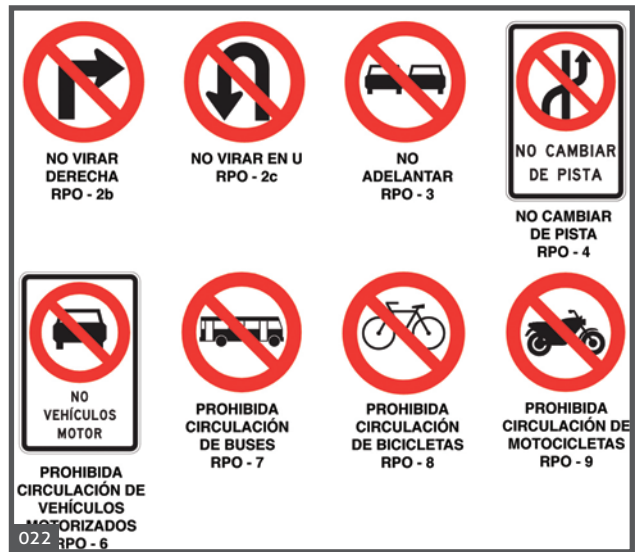 NO VIRAR
DERECHA
RPO - 2b
NO VIRAR EN U
RPO - 2c
NO
ADELANTAR
RPO - 3
NO CAMBIAR
DE PISTA
NO CAMBIAR
DE PISTA
RPO - 4
NO
VEHÍCULOS
MOTOR
PROHIBIDA
CIRCULACIÓN DE
VEHÍCULOS
MOTORIZADOS
RPO - 6
PROHIBIDA
CIRCULACIÓN
DE BUSES
RPO - 7
PROHIBIDA
CIRCULACIÓN
DE BICICLETAS
RPO - 8
PROHIBIDA
CIRCULACIÓN DE
MOTOCICLETAS
RPO - 9
022